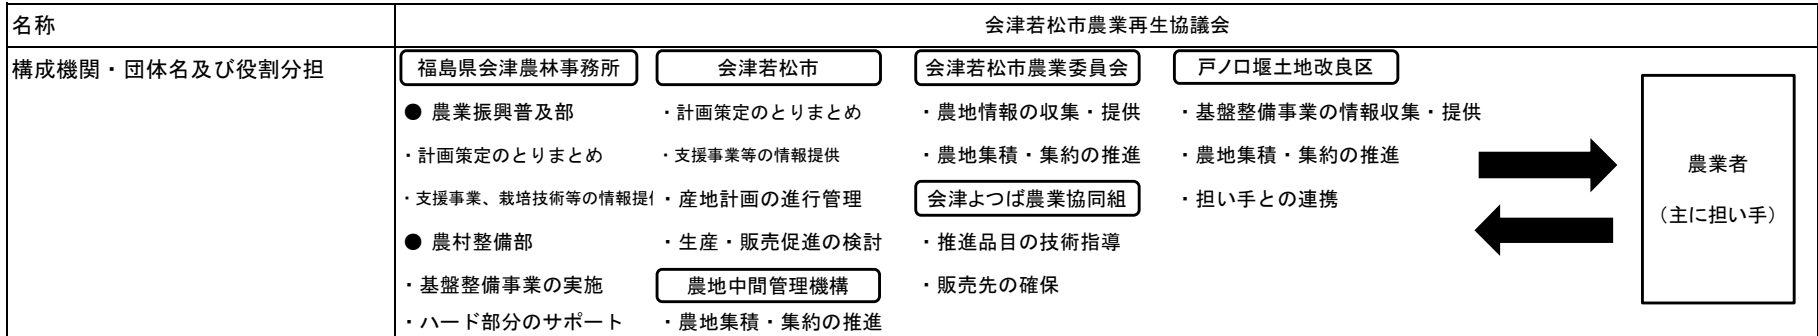 名称
会津若松市農業再生協議会
構成機関・団体名及び役割分担
福島県会津農林事務所
● 農業振興普及部
・計画策定のとりまとめ
・支援事業、栽培技術等の情報提
● 農村整備部
・基盤整備事業の実施
・ハード部分のサポート
会津若松市
・計画策定のとりまとめ
・支援事業等の情報提供
・産地計画の進行管理
・生産・販売促進の検討
農地中間管理機構
・農地集積・集約の推進
会津若松市農業委員会
・農地情報の収集・提供
・農地集積・集約の推進
会津よつば農業協同組
・推進品目の技術指導
・販売先の確保
戸ノ口堰土地改良区
・基盤整備事業の情報収集・提供
・農地集積・集約の推進
・担い手との連携
農業者
（主に担い手）